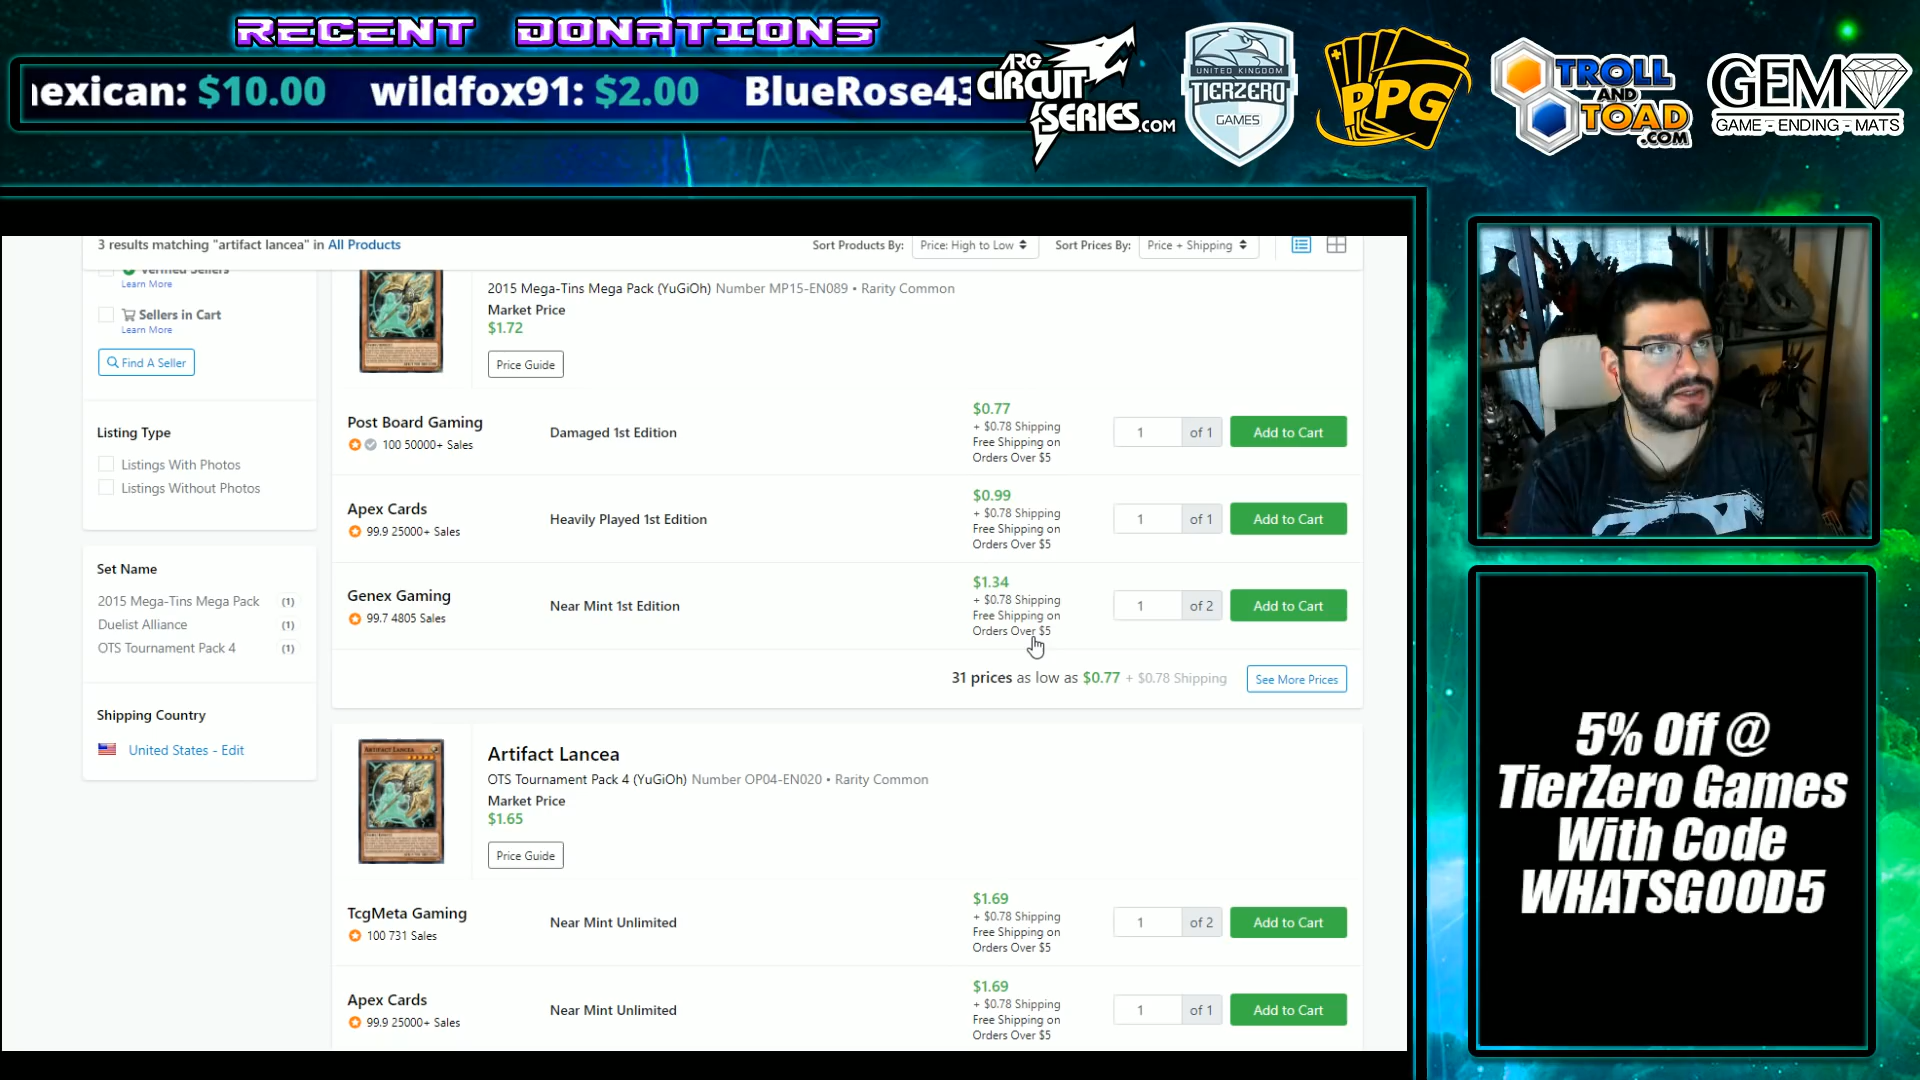 RECENT DONATIONS
exican: $10.00 wildfox91: $2.00 BlueRose43
ARG CIRCUIT SERIES.COM
UNITED KINGDOM
TIERZERO
GAMES
PPG
TROLL AND TOAD .COM
GEM
GAME - ENDING - MATS
3 results matching "artifact lancea" in All Products
Sort Products By: Price: High to Low
Sort Prices By: Price + Shipping
Verified Sellers
Learn More
Sellers in Cart
Learn More
Find A Seller
Listing Type
Listings With Photos
Listings Without Photos
Set Name
2015 Mega-Tins Mega Pack (1)
Duelist Alliance (1)
OTS Tournament Pack 4 (1)
Shipping Country
United States - Edit
2015 Mega-Tins Mega Pack (YuGiOh) Number MP15-EN089 • Rarity Common
Market Price
$1.72
Price Guide
Post Board Gaming
100 50000+ Sales
Damaged 1st Edition
$0.77
+ $0.78 Shipping
Free Shipping on
Orders Over $5
1 of 1
Add to Cart
Apex Cards
99.9 25000+ Sales
Heavily Played 1st Edition
$0.99
+ $0.78 Shipping
Free Shipping on
Orders Over $5
1 of 1
Add to Cart
Genex Gaming
99.7 4805 Sales
Near Mint 1st Edition
$1.34
+ $0.78 Shipping
Free Shipping on
Orders Over $5
1 of 2
Add to Cart
31 prices as low as $0.77 + $0.78 Shipping
See More Prices
ARTIFACT LANCEA
Artifact Lancea
OTS Tournament Pack 4 (YuGiOh) Number OP04-EN020 • Rarity Common
Market Price
$1.65
Price Guide
TcgMeta Gaming
100 731 Sales
Near Mint Unlimited
$1.69
+ $0.78 Shipping
Free Shipping on
Orders Over $5
1 of 2
Add to Cart
Apex Cards
99.9 25000+ Sales
Near Mint Unlimited
$1.69
+ $0.78 Shipping
Free Shipping on
Orders Over $5
1 of 1
Add to Cart
5% Off @
TierZero Games
With Code
WHATSGOOD5